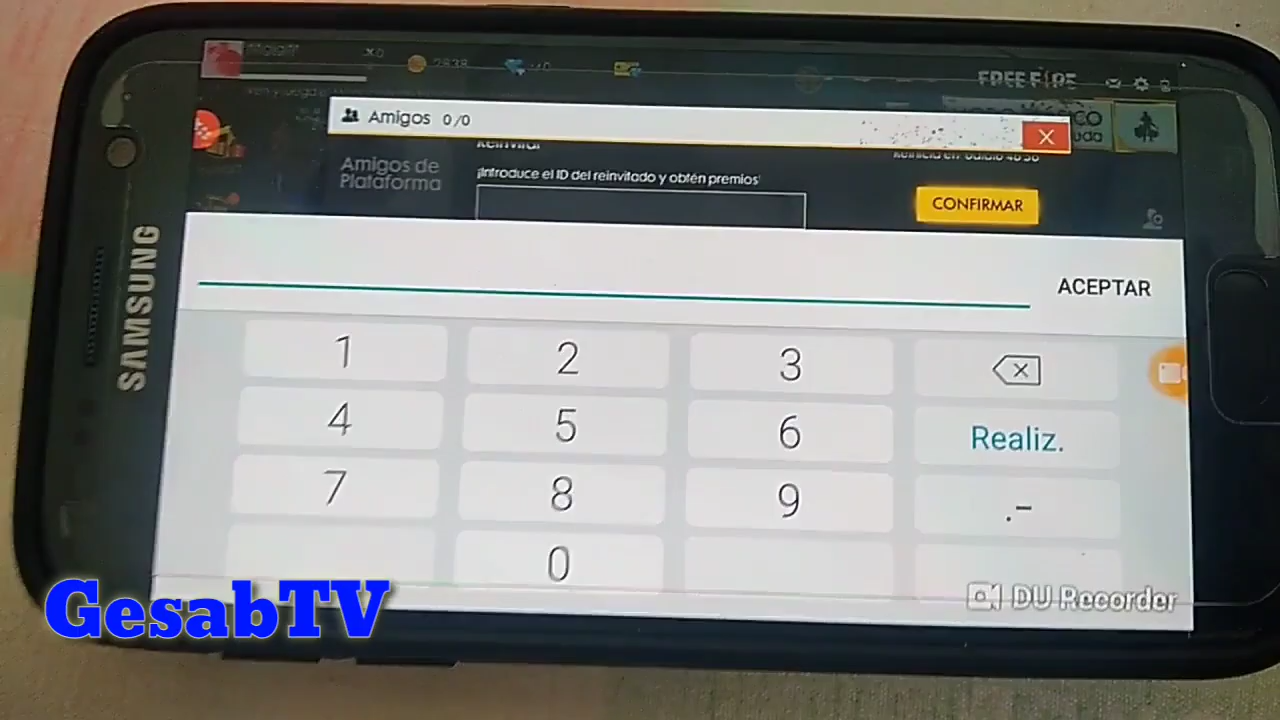 FREE FIRE
Amigos 0/0
X
Amigos de
Plataforma
¡Introduce el ID del reinvitado y obtén premios!
CONFIRMAR
ACEPTAR
1 2 3
4 5 6 Realiz.
7 8 9 .-
0
SAMSUNG
GesabTV
DU Recorder